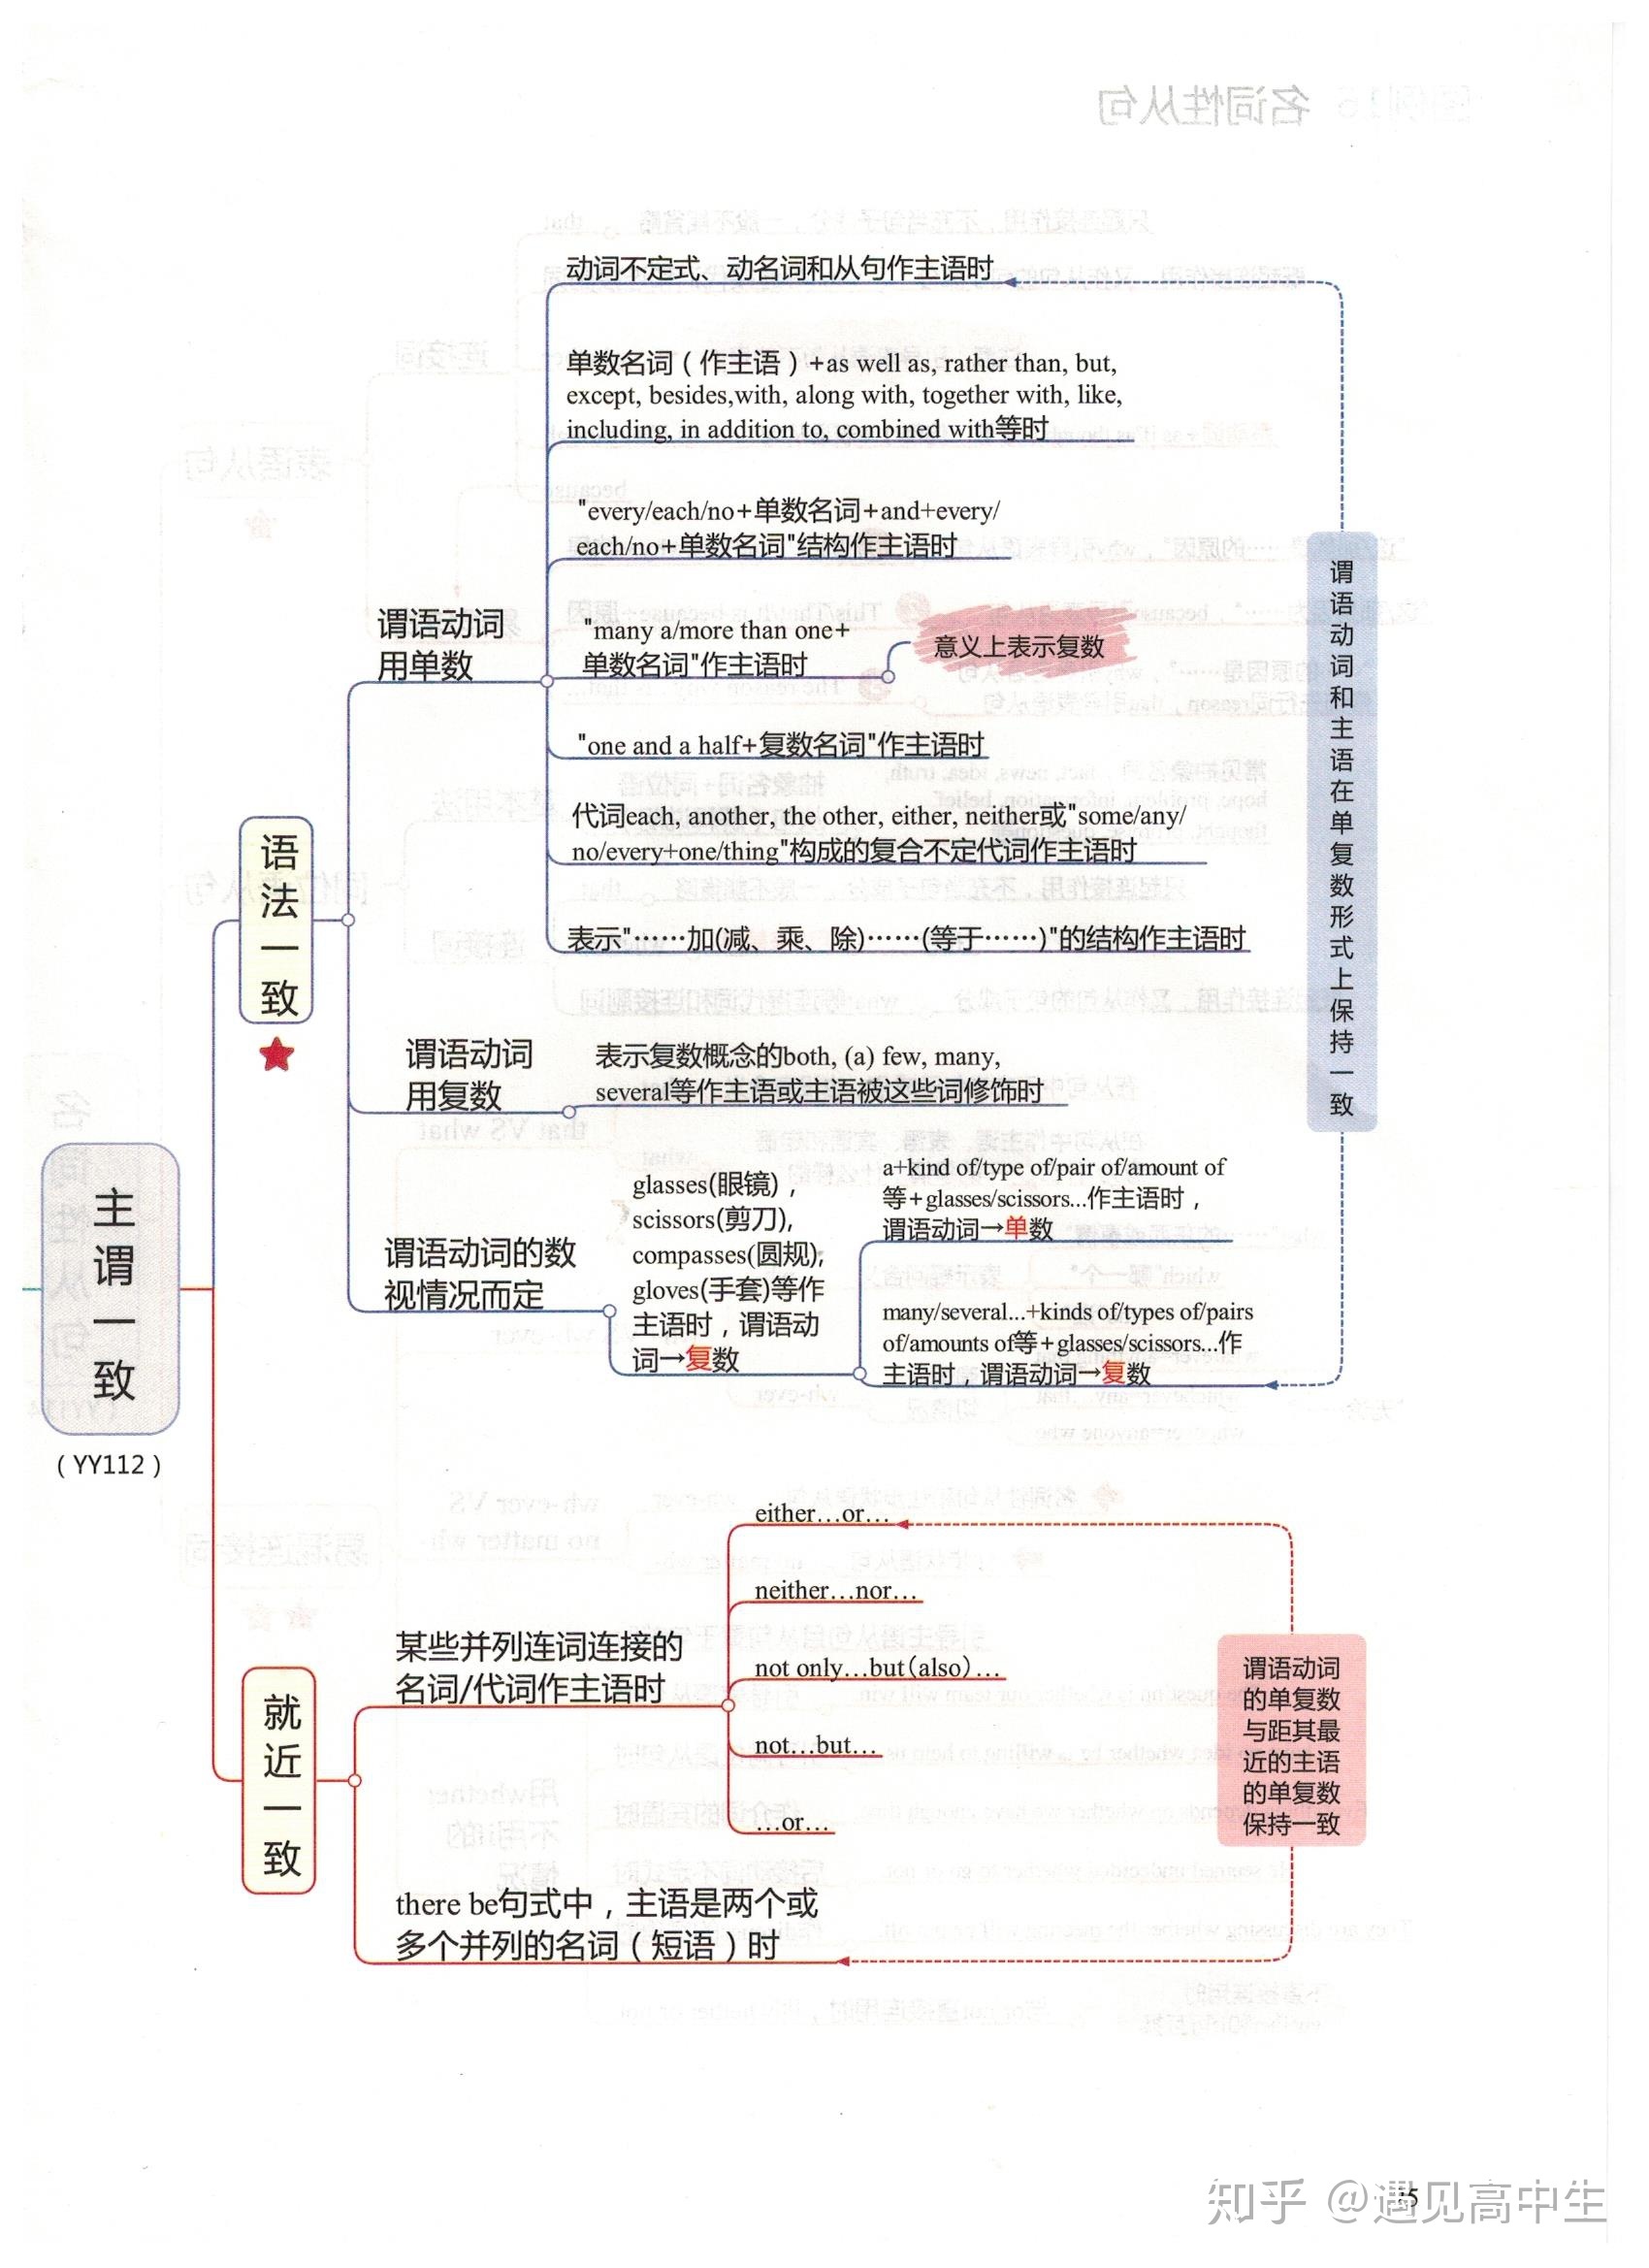 动词不定式、动名词和从句作主语时
单数名词（作主语）+as well as, rather than, but,
except, besides,with, along with, together with, like,
including, in addition to, combined with等时
"every/each/no+单数名词+and+every/
each/no+单数名词"结构作主语时
谓语动词
用单数
"many a/more than one+
单数名词"作主语时
意义上表示复数
"one and a half+复数名词"作主语时
代词each, another, the other, either, neither或"some/any/
no/every+one/thing"构成的复合不定代词作主语时
表示"……加(减、乘、除)……(等于……)"的结构作主语时
谓语动词和主语在单复数形式上保持一致
语法一致
谓语动词
用复数
表示复数概念的both, (a) few, many,
several等作主语或主语被这些词修饰时
主谓一致
（YY112）
谓语动词的数
视情况而定
glasses(眼镜)，
scissors(剪刀),
compasses(圆规),
gloves(手套)等作
主语时，谓语动
词→复数
a+kind of/type of/pair of/amount of
等+glasses/scissors...作主语时，
谓语动词→单数
many/several...+kinds of/types of/pairs
of/amounts of等+glasses/scissors...作
主语时，谓语动词→复数
就近一致
某些并列连词连接的
名词/代词作主语时
either…or…
neither…nor…
not only…but(also)…
not…but…
…or…
there be句式中，主语是两个或
多个并列的名词（短语）时
谓语动词
的单复数
与距其最
近的主语
的单复数
保持一致
知乎 @遇见高中生